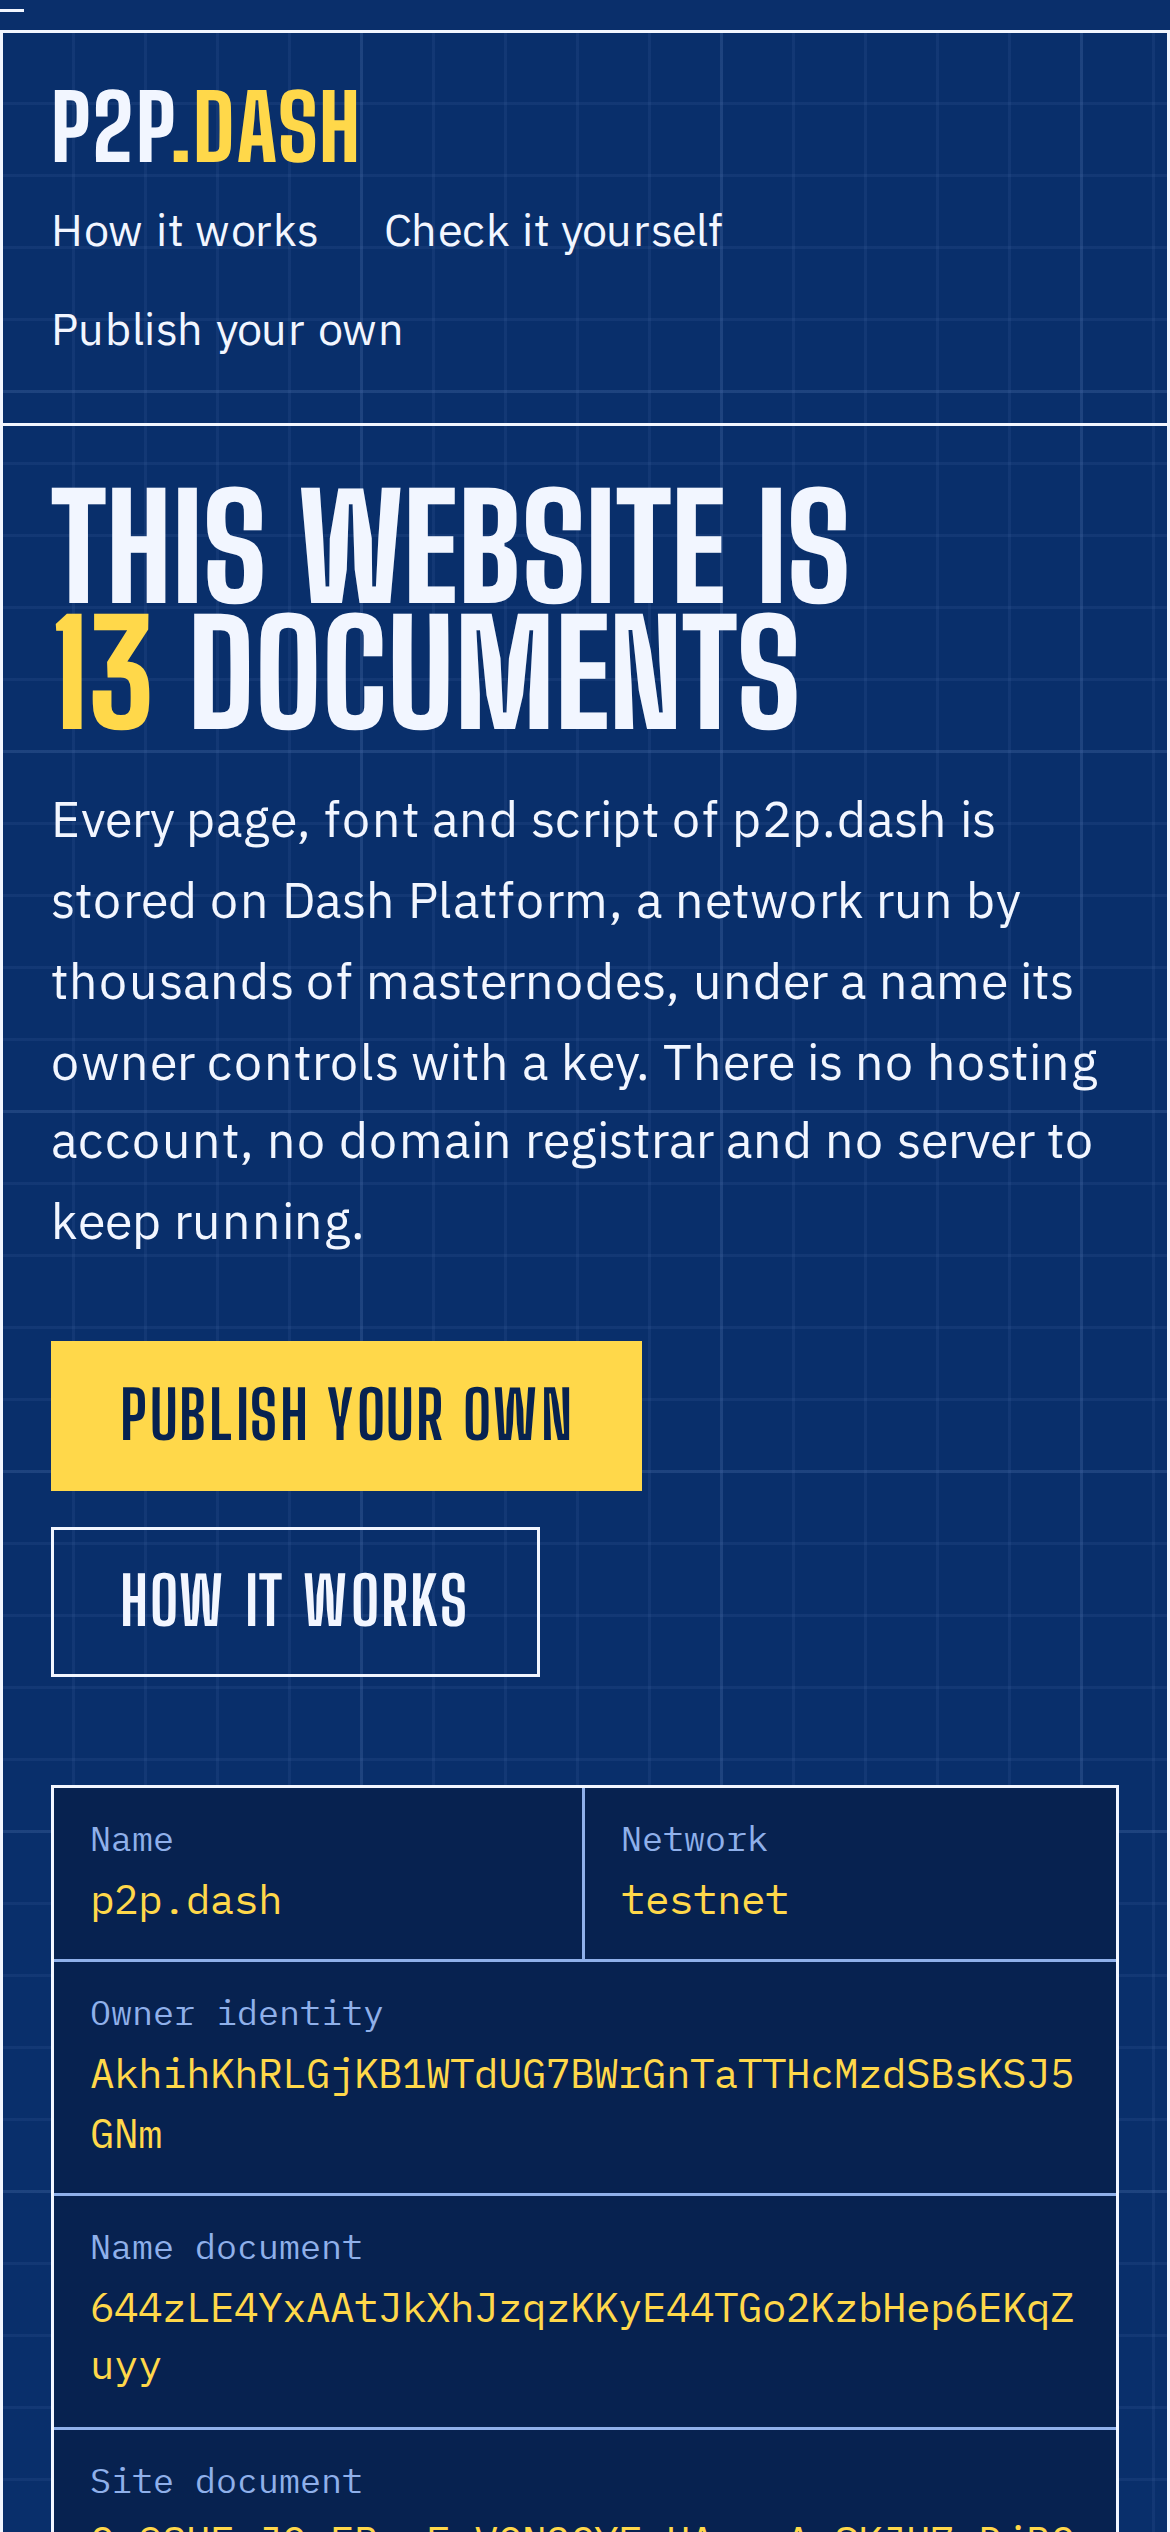 P2P.DASH
How it works Check it yourself
Publish your own
THIS WEBSITE IS
13 DOCUMENTS
Every page, font and script of p2p.dash is
stored on Dash Platform, a network run by
thousands of masternodes, under a name its
owner controls with a key. There is no hosting
account, no domain registrar and no server to
keep running.
PUBLISH YOUR OWN
HOW IT WORKS
Name Network
p2p.dash testnet
Owner identity
AkhihKhRLGjKB1WTdUG7BWrGnTaTTHcMzdSBsKSJ5
GNm
Name document
644zLE4YxAAtJkXhJzqzKKyE44TGo2KzbHep6EKqZ
uyy
Site document